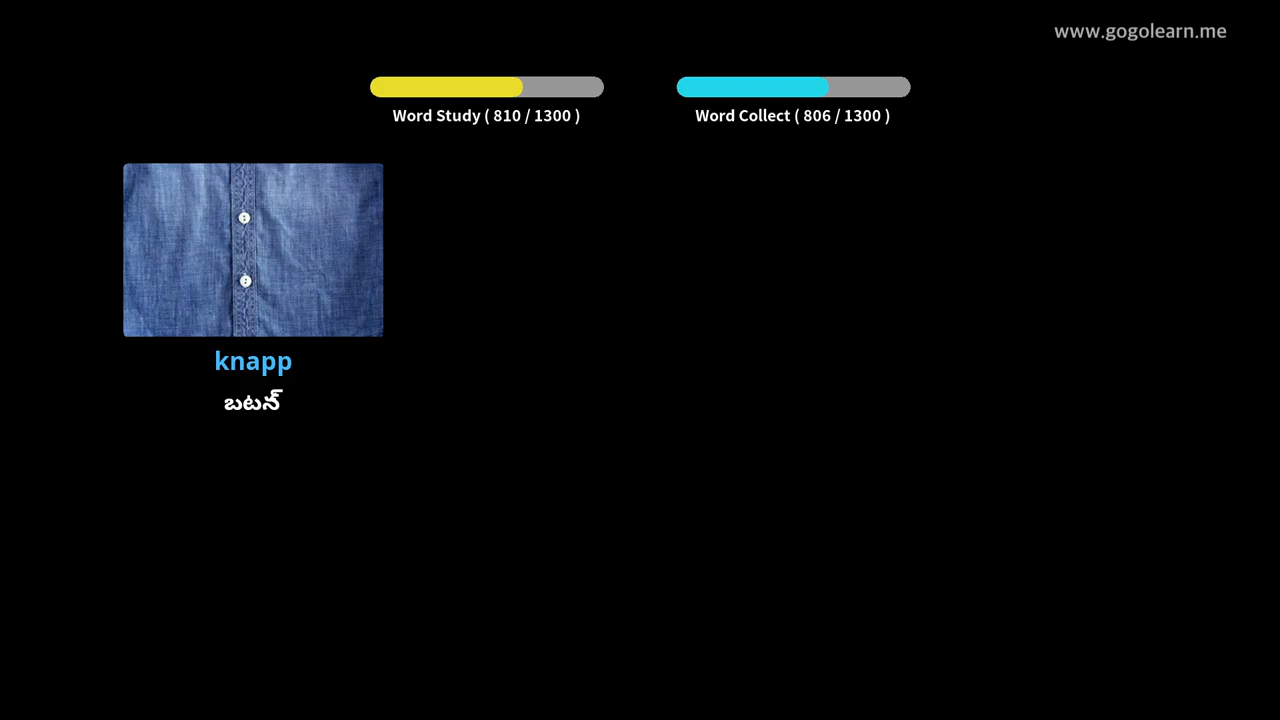 www.gogolearn.me
Word Study ( 810 / 1300 )
Word Collect ( 806 / 1300 )
knapp
బటన్